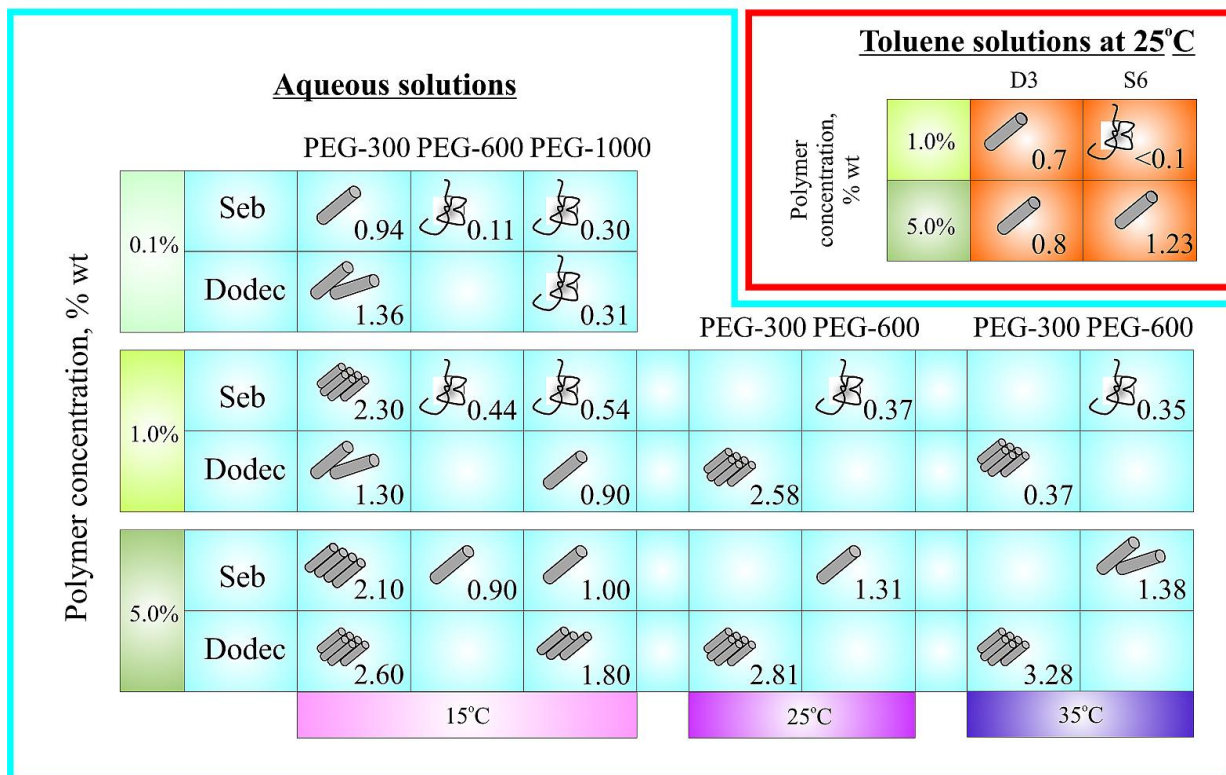 Toluene solutions at 25°C
D3 S6
Polymer
concentration,
% wt
1.0% 0.7 <0.1
5.0% 0.8 1.23
Aqueous solutions
PEG-300 PEG-600 PEG-1000
Polymer concentration, % wt
0.1%
Seb 0.94 0.11 0.30
Dodec 1.36 0.31
PEG-300 PEG-600 PEG-300 PEG-600
1.0%
Seb 2.30 0.44 0.54 0.37 0.35
Dodec 1.30 0.90 2.58 0.37
5.0%
Seb 2.10 0.90 1.00 1.31 1.38
Dodec 2.60 1.80 2.81 3.28
15°C 25°C 35°C